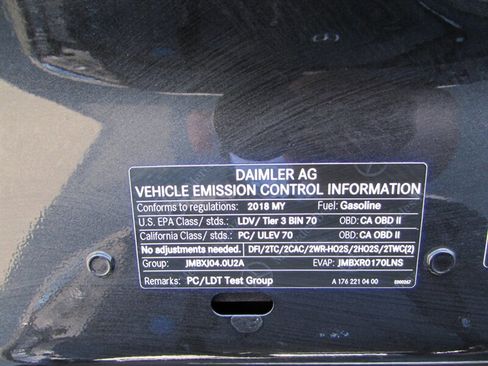 DAIMLER AG
VEHICLE EMISSION CONTROL INFORMATION
Conforms to regulations: 2018 MY Fuel: Gasoline
U.S. EPA Class/ stds.: LDV/ Tier 3 BIN 70 OBD: CA OBD II
California Class/ stds.: PC/ ULEV 70 OBD: CA OBD II
No adjustments needed. DFI/2TC/2CAC/2WR-HO2S/2HO2S/2TWC(2)
Group: JMBXJ04.0U2A EVAP: JMBXR0170LNS
Remarks: PC/LDT Test Group A 176 221 04 00